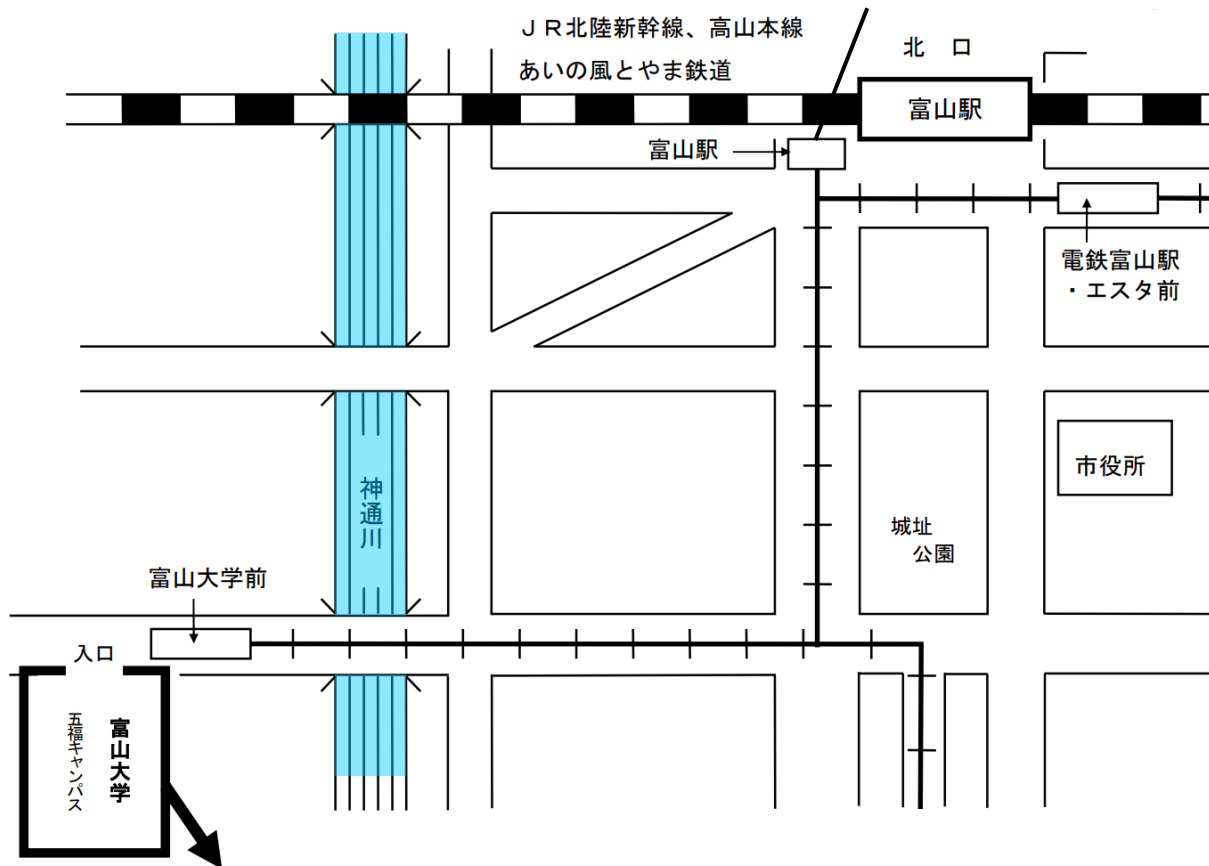 ＪＲ北陸新幹線、高山本線
あいの風とやま鉄道
北　口
富山駅
富山駅
電鉄富山駅
・エスタ前
市役所
神通川
城址
公園
富山大学前
入口
富山大学
五福キャンパス